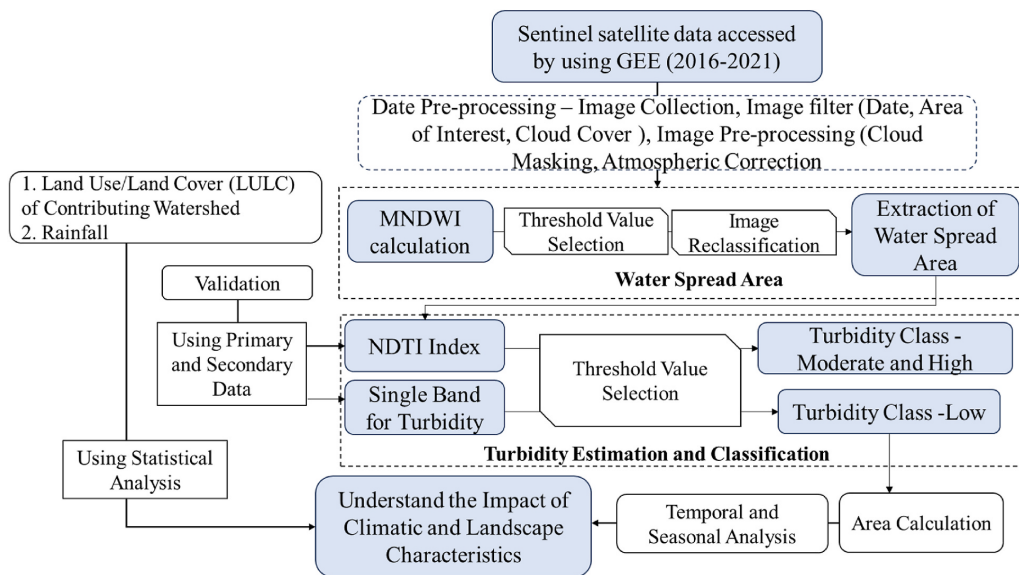 Sentinel satellite data accessed
by using GEE (2016-2021)
Date Pre-processing – Image Collection, Image filter (Date, Area
of Interest, Cloud Cover ), Image Pre-processing (Cloud
Masking, Atmospheric Correction
1. Land Use/Land Cover (LULC)
of Contributing Watershed
2. Rainfall
MNDWI
calculation
Threshold Value
Selection
Image
Reclassification
Extraction of
Water Spread
Area
Water Spread Area
Validation
Using Primary
and Secondary
Data
NDTI Index
Single Band
for Turbidity
Threshold Value
Selection
Turbidity Class -
Moderate and High
Turbidity Class -Low
Turbidity Estimation and Classification
Using Statistical
Analysis
Understand the Impact of
Climatic and Landscape
Characteristics
Temporal and
Seasonal Analysis
Area Calculation